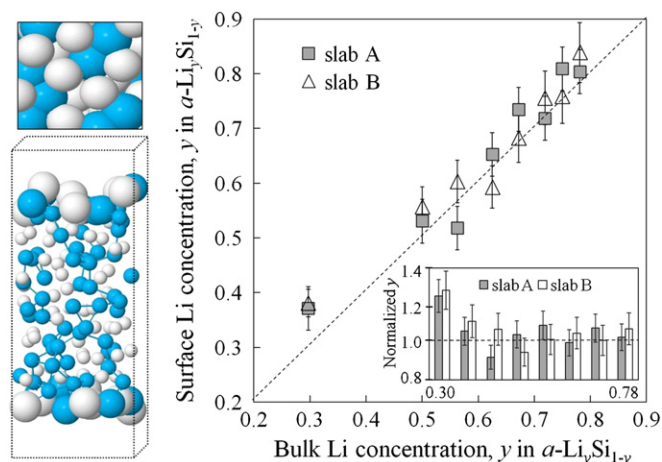 0.9
0.8
0.7
0.6
0.5
0.4
0.3
0.2
Surface Li concentration, y in a-LiySi1-y
slab A
slab B
Normalized y
1.4
1.2
1.0
0.8
slab A slab B
0.30 0.78
0.2 0.3 0.4 0.5 0.6 0.7 0.8 0.9
Bulk Li concentration, y in a-LiySi1-y